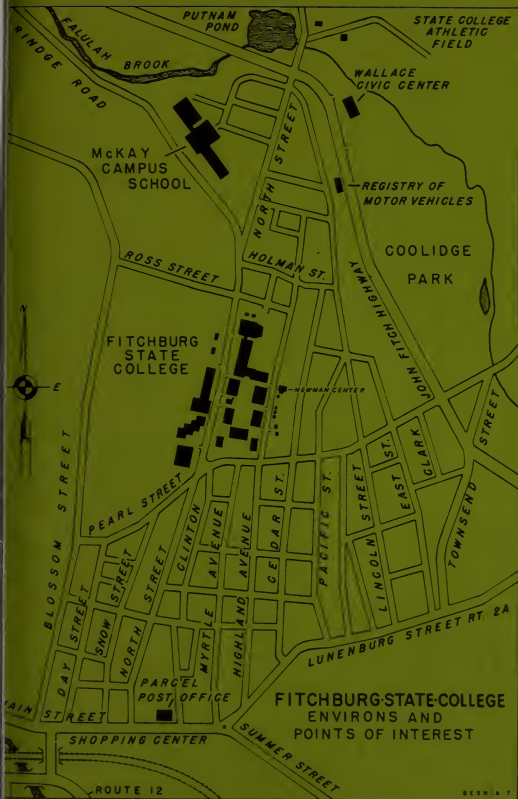 PUTNAM
POND
STATE COLLEGE
ATHLETIC
FIELD
FALULAH
BROOK
RINDGE ROAD
WALLACE
CIVIC CENTER
McKAY
CAMPUS
SCHOOL
NORTH STREET
REGISTRY OF
MOTOR VEHICLES
COOLIDGE
PARK
ROSS STREET
HOLMAN ST.
JOHN FITCH HIGHWAY
N
E
FITCHBURG
STATE
COLLEGE
NEWMAN CENTER
BLOSSOM STREET
PEARL STREET
CLINTON
MYRTLE AVENUE
HIGHLAND AVENUE
CEDAR ST.
PACIFIC ST.
LINCOLN STREET
EAST ST.
CLARK
TOWNSEND STREET
DAY STREET
SNOW STREET
NORTH STREET
LUNENBURG STREET RT. 2A
PARCEL
POST OFFICE
FITCHBURG-STATE-COLLEGE
ENVIRONS AND
POINTS OF INTEREST
AIN STREET
SHOPPING CENTER
SUMMER STREET
ROUTE 12